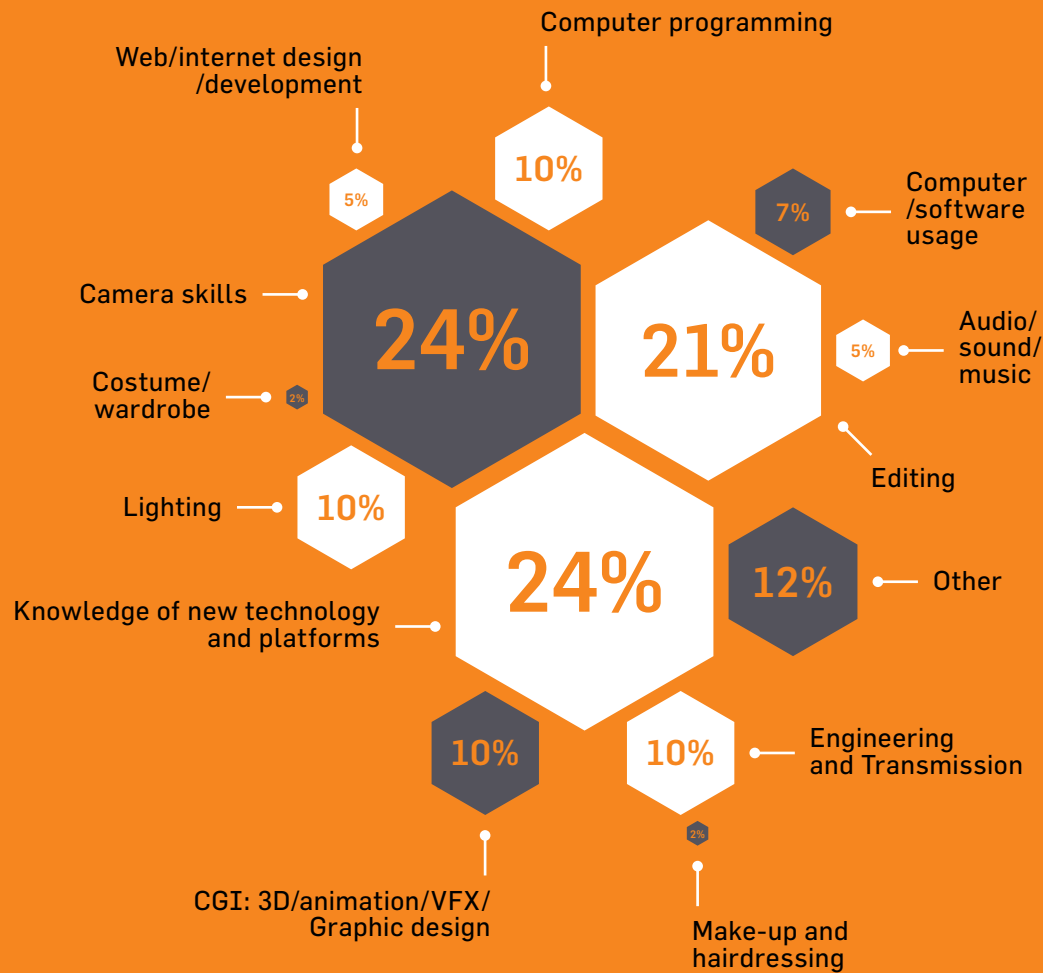 Computer programming
Web/internet design
/development
10%
5%
7%
Computer
/software
usage
Camera skills
24%
21%
5%
Audio/
sound/
music
Costume/
wardrobe
2%
Editing
Lighting
10%
24%
12%
Other
Knowledge of new technology
and platforms
10%
10%
Engineering
and Transmission
2%
CGI: 3D/animation/VFX/
Graphic design
Make-up and
hairdressing